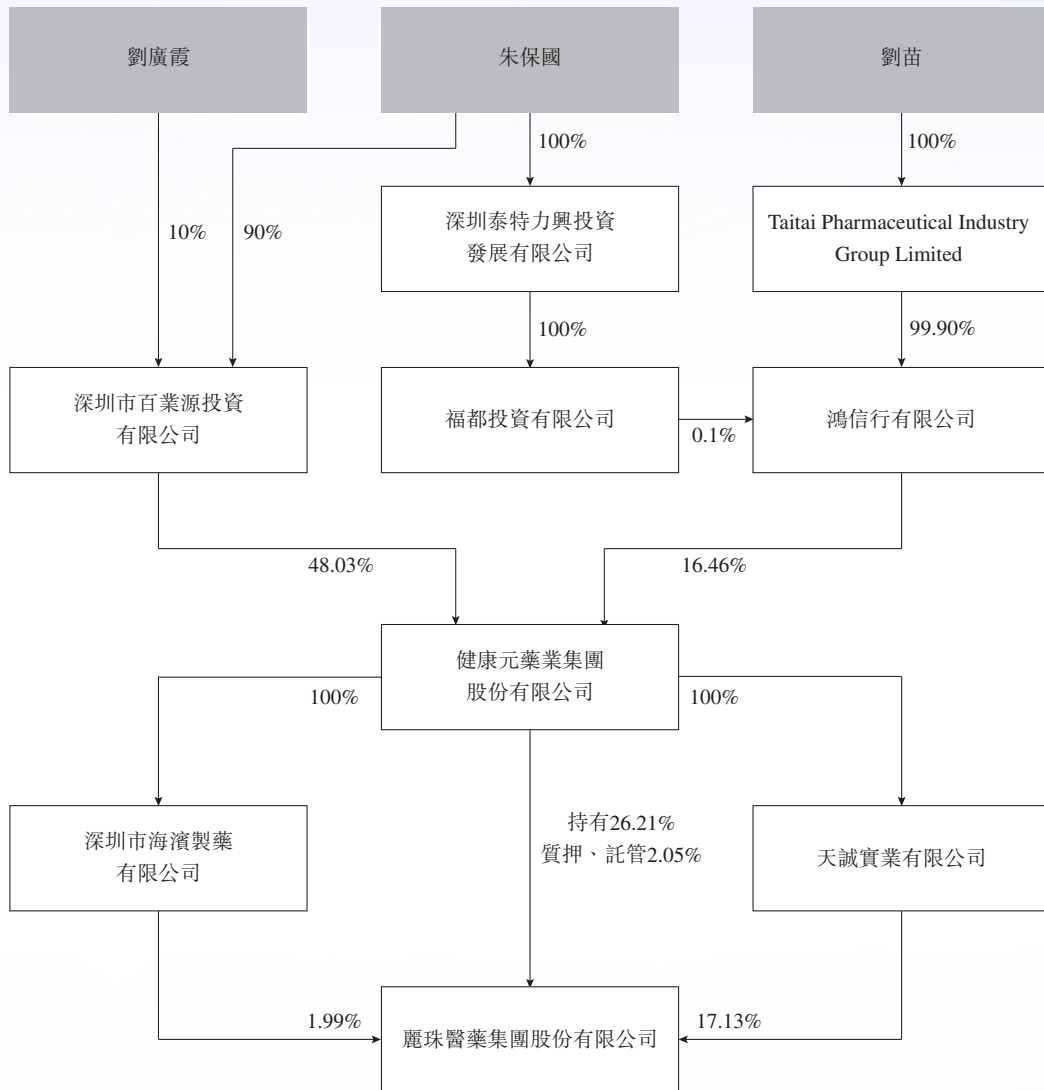 劉廣霞
朱保國
劉苗
100%
100%
10%
90%
深圳泰特力興投資
發展有限公司
Taitai Pharmaceutical Industry
Group Limited
100%
99.90%
深圳市百業源投資
有限公司
福都投資有限公司
0.1%
鴻信行有限公司
48.03%
16.46%
健康元藥業集團
股份有限公司
100%
100%
深圳市海濱製藥
有限公司
持有26.21%
質押、託管2.05%
天誠實業有限公司
1.99%
麗珠醫藥集團股份有限公司
17.13%